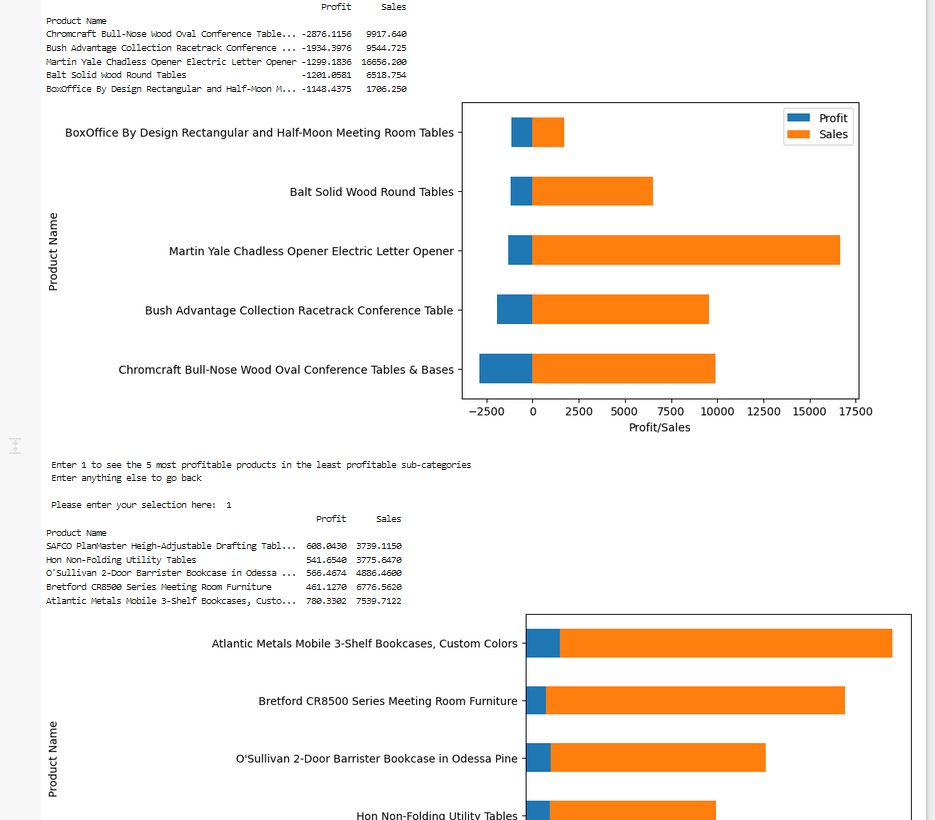 Profit Sales
Product Name
Chromcraft Bull-Nose Wood Oval Conference Table... -2876.1156 9917.640
Bush Advantage Collection Racetrack Conference ... -1934.3976 9544.725
Martin Yale Chadless Opener Electric Letter Opener -1299.1836 16656.200
Balt Solid Wood Round Tables -1201.0581 6518.754
BoxOffice By Design Rectangular and Half-Moon M... -1148.4375 1706.250
Profit
Sales
BoxOffice By Design Rectangular and Half-Moon Meeting Room Tables
Balt Solid Wood Round Tables
Martin Yale Chadless Opener Electric Letter Opener
Bush Advantage Collection Racetrack Conference Table
Chromcraft Bull-Nose Wood Oval Conference Tables & Bases
Product Name
−2500 0 2500 5000 7500 10000 12500 15000 17500
Profit/Sales
Enter 1 to see the 5 most profitable products in the least profitable sub-categories
Enter anything else to go back
Please enter your selection here: 1
Profit Sales
Product Name
SAFCO PlanMaster Heigh-Adjustable Drafting Tabl... 608.0430 3739.1150
Hon Non-Folding Utility Tables 541.6540 3775.6470
O'Sullivan 2-Door Barrister Bookcase in Odessa ... 566.4674 4886.4600
Bretford CR8500 Series Meeting Room Furniture 461.1270 6776.5620
Atlantic Metals Mobile 3-Shelf Bookcases, Custo... 780.3302 7539.7122
Atlantic Metals Mobile 3-Shelf Bookcases, Custom Colors
Bretford CR8500 Series Meeting Room Furniture
O'Sullivan 2-Door Barrister Bookcase in Odessa Pine
Hon Non-Folding Utility Tables
Product Name